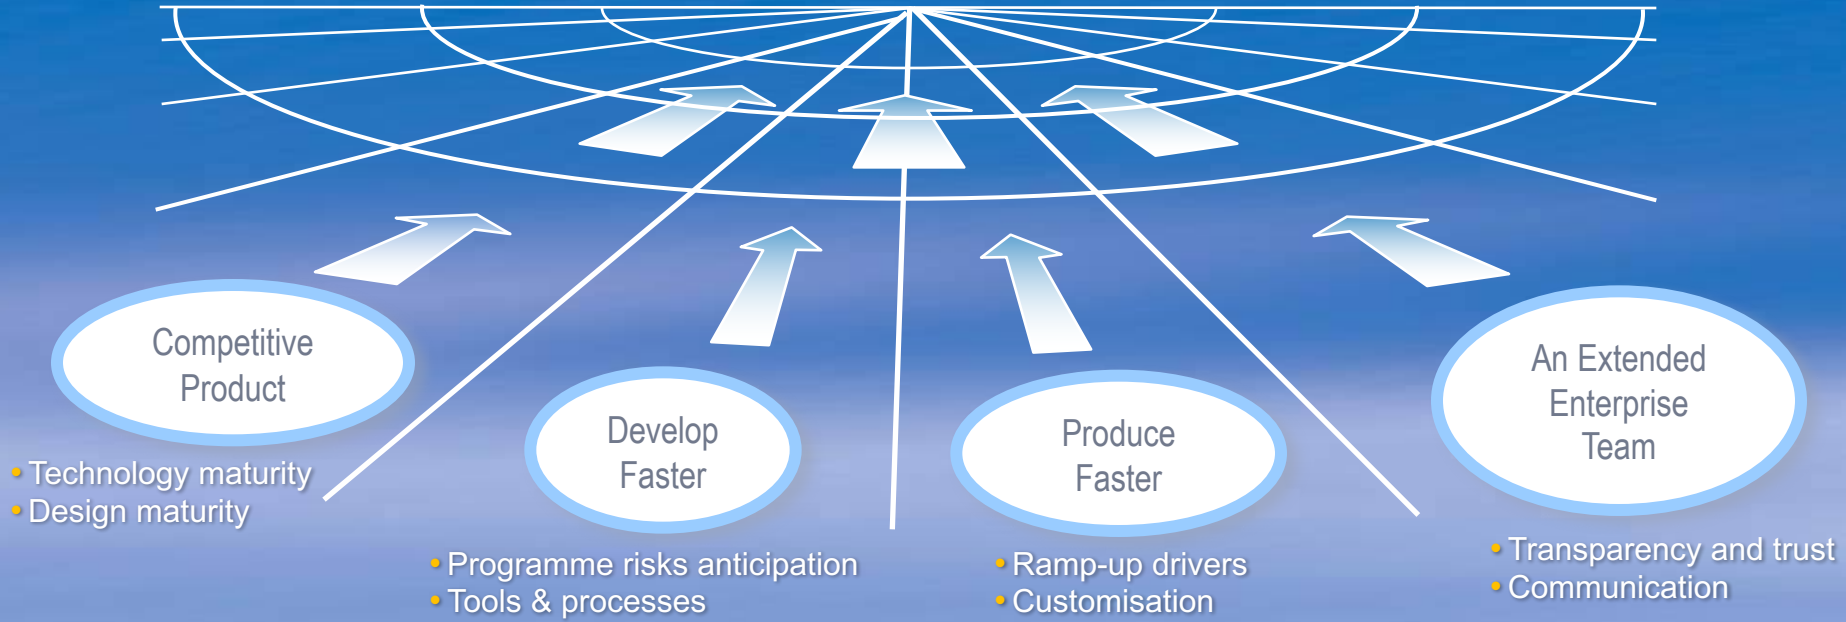 Competitive
Product
• Technology maturity
• Design maturity
Develop
Faster
• Programme risks anticipation
• Tools & processes
Produce
Faster
• Ramp-up drivers
• Customisation
An Extended
Enterprise
Team
• Transparency and trust
• Communication